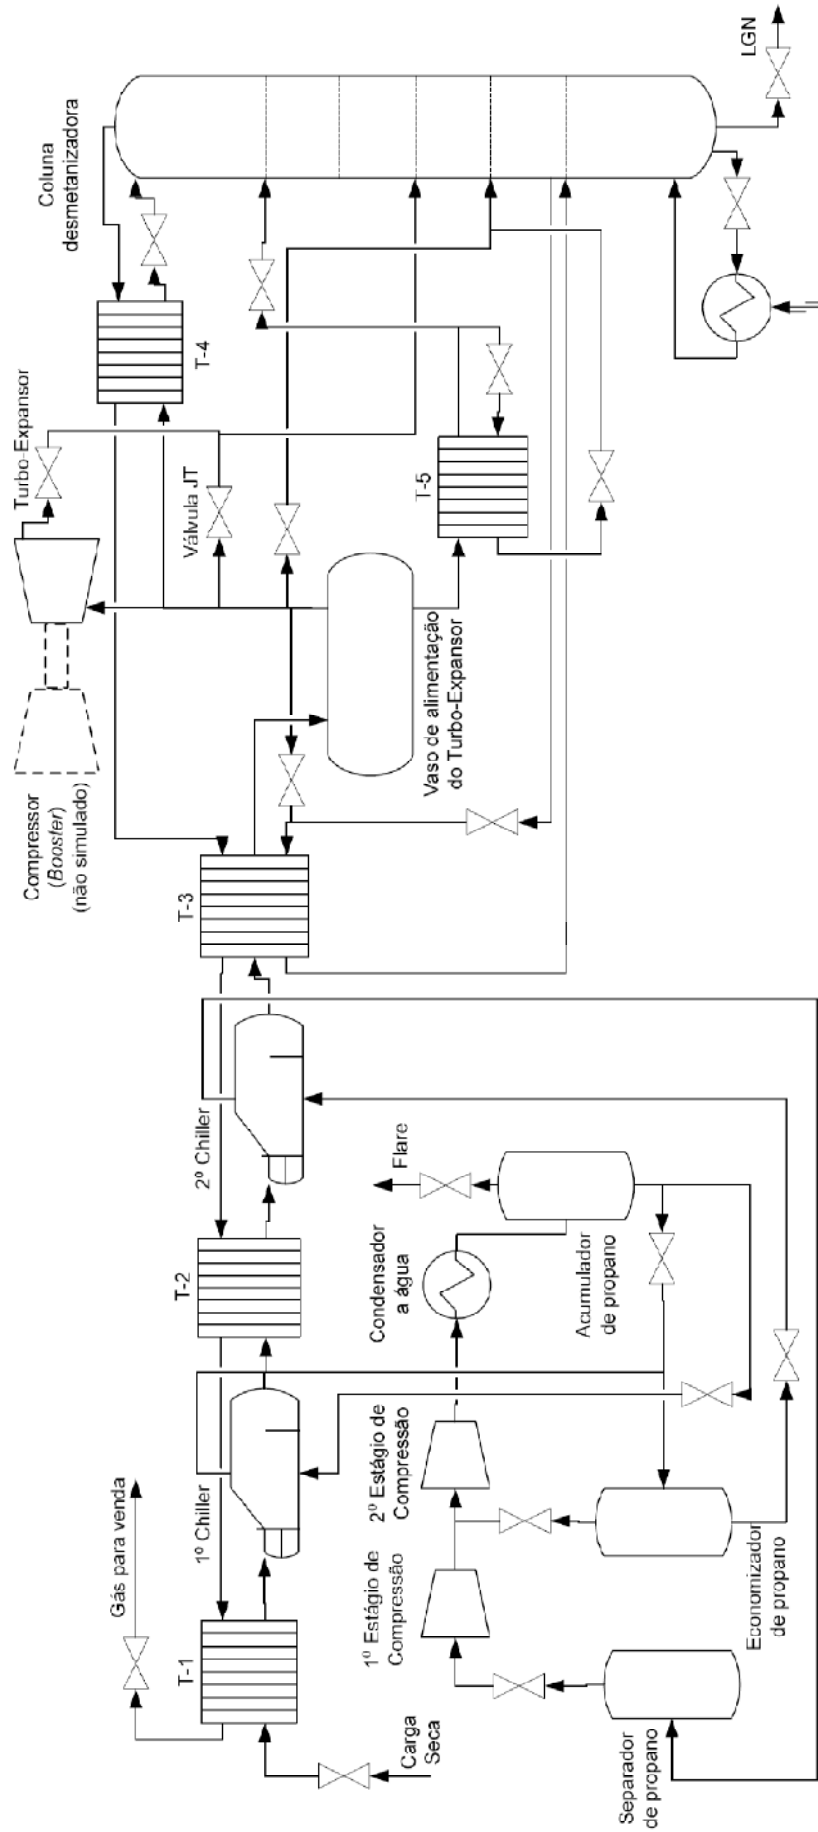 Carga
Seca
T-1
Gás para venda
1º Chiller
T-2
2º Chiller
T-3
Compressor
(Booster)
(não simulado)
Turbo-Expansor
Válvula JT
T-4
Coluna
desmetanizadora
LGN
T-5
Vaso de alimentação
do Turbo-Expansor
Separador
de propano
1º Estágio de
Compressão
2º Estágio de
Compressão
Economizador
de propano
Condensador
a água
Flare
Acumulador
de propano